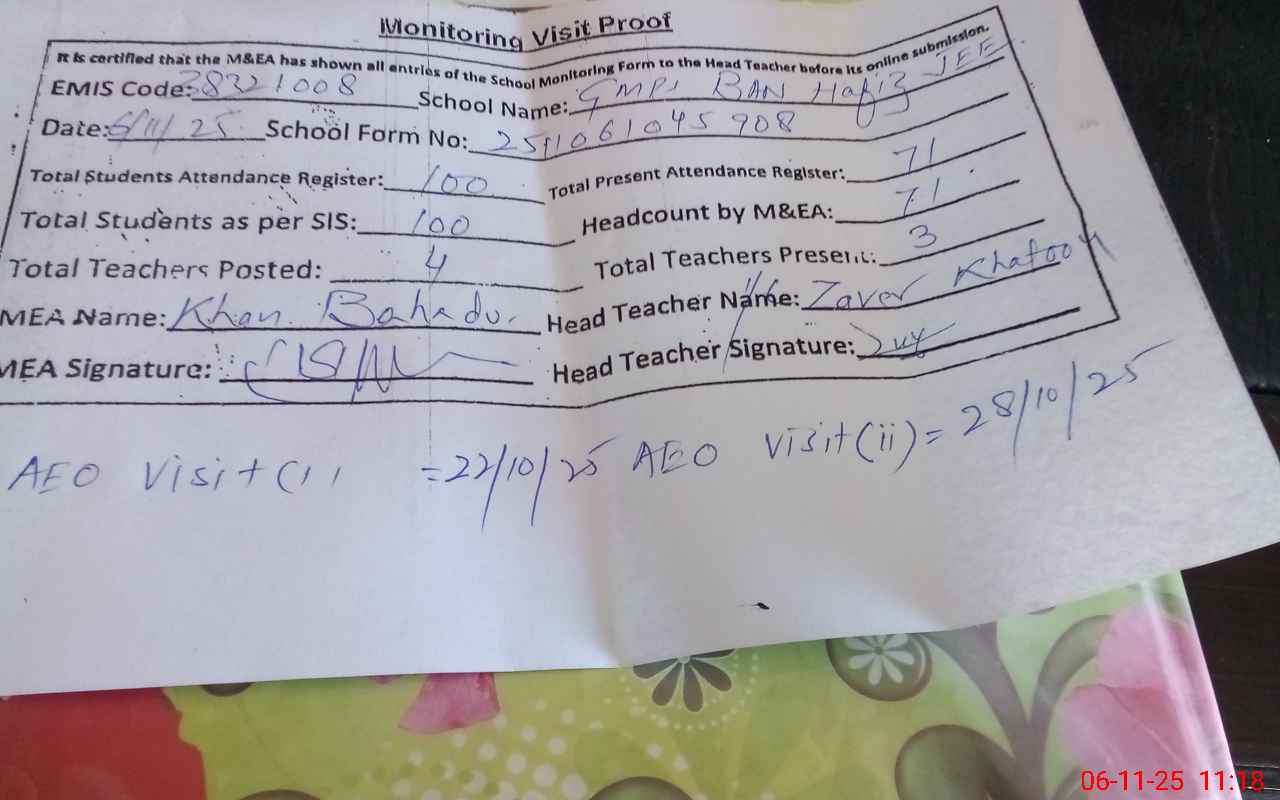 Monitoring Visit Proof
It is certified that the M&EA has shown all entries of the School Monitoring Form to the Head Teacher before its online submission.
EMIS Code: 38321008 School Name: GMPS BAN Hafiz JEE
Date: 6/11/25 School Form No: 2511061045908
Total Students Attendance Register: 100 Total Present Attendance Register: 71
Total Students as per SIS: 100 Headcount by M&EA: 71
Total Teachers Posted: 4 Total Teachers Present: 3
MEA Name: Khan Bahadur Head Teacher Name: Zaver Khatoon
MEA Signature: Head Teacher Signature:
AEO Visit (i) = 22/10/25 AEO Visit (ii) = 28/10/25
06-11-25 11:18